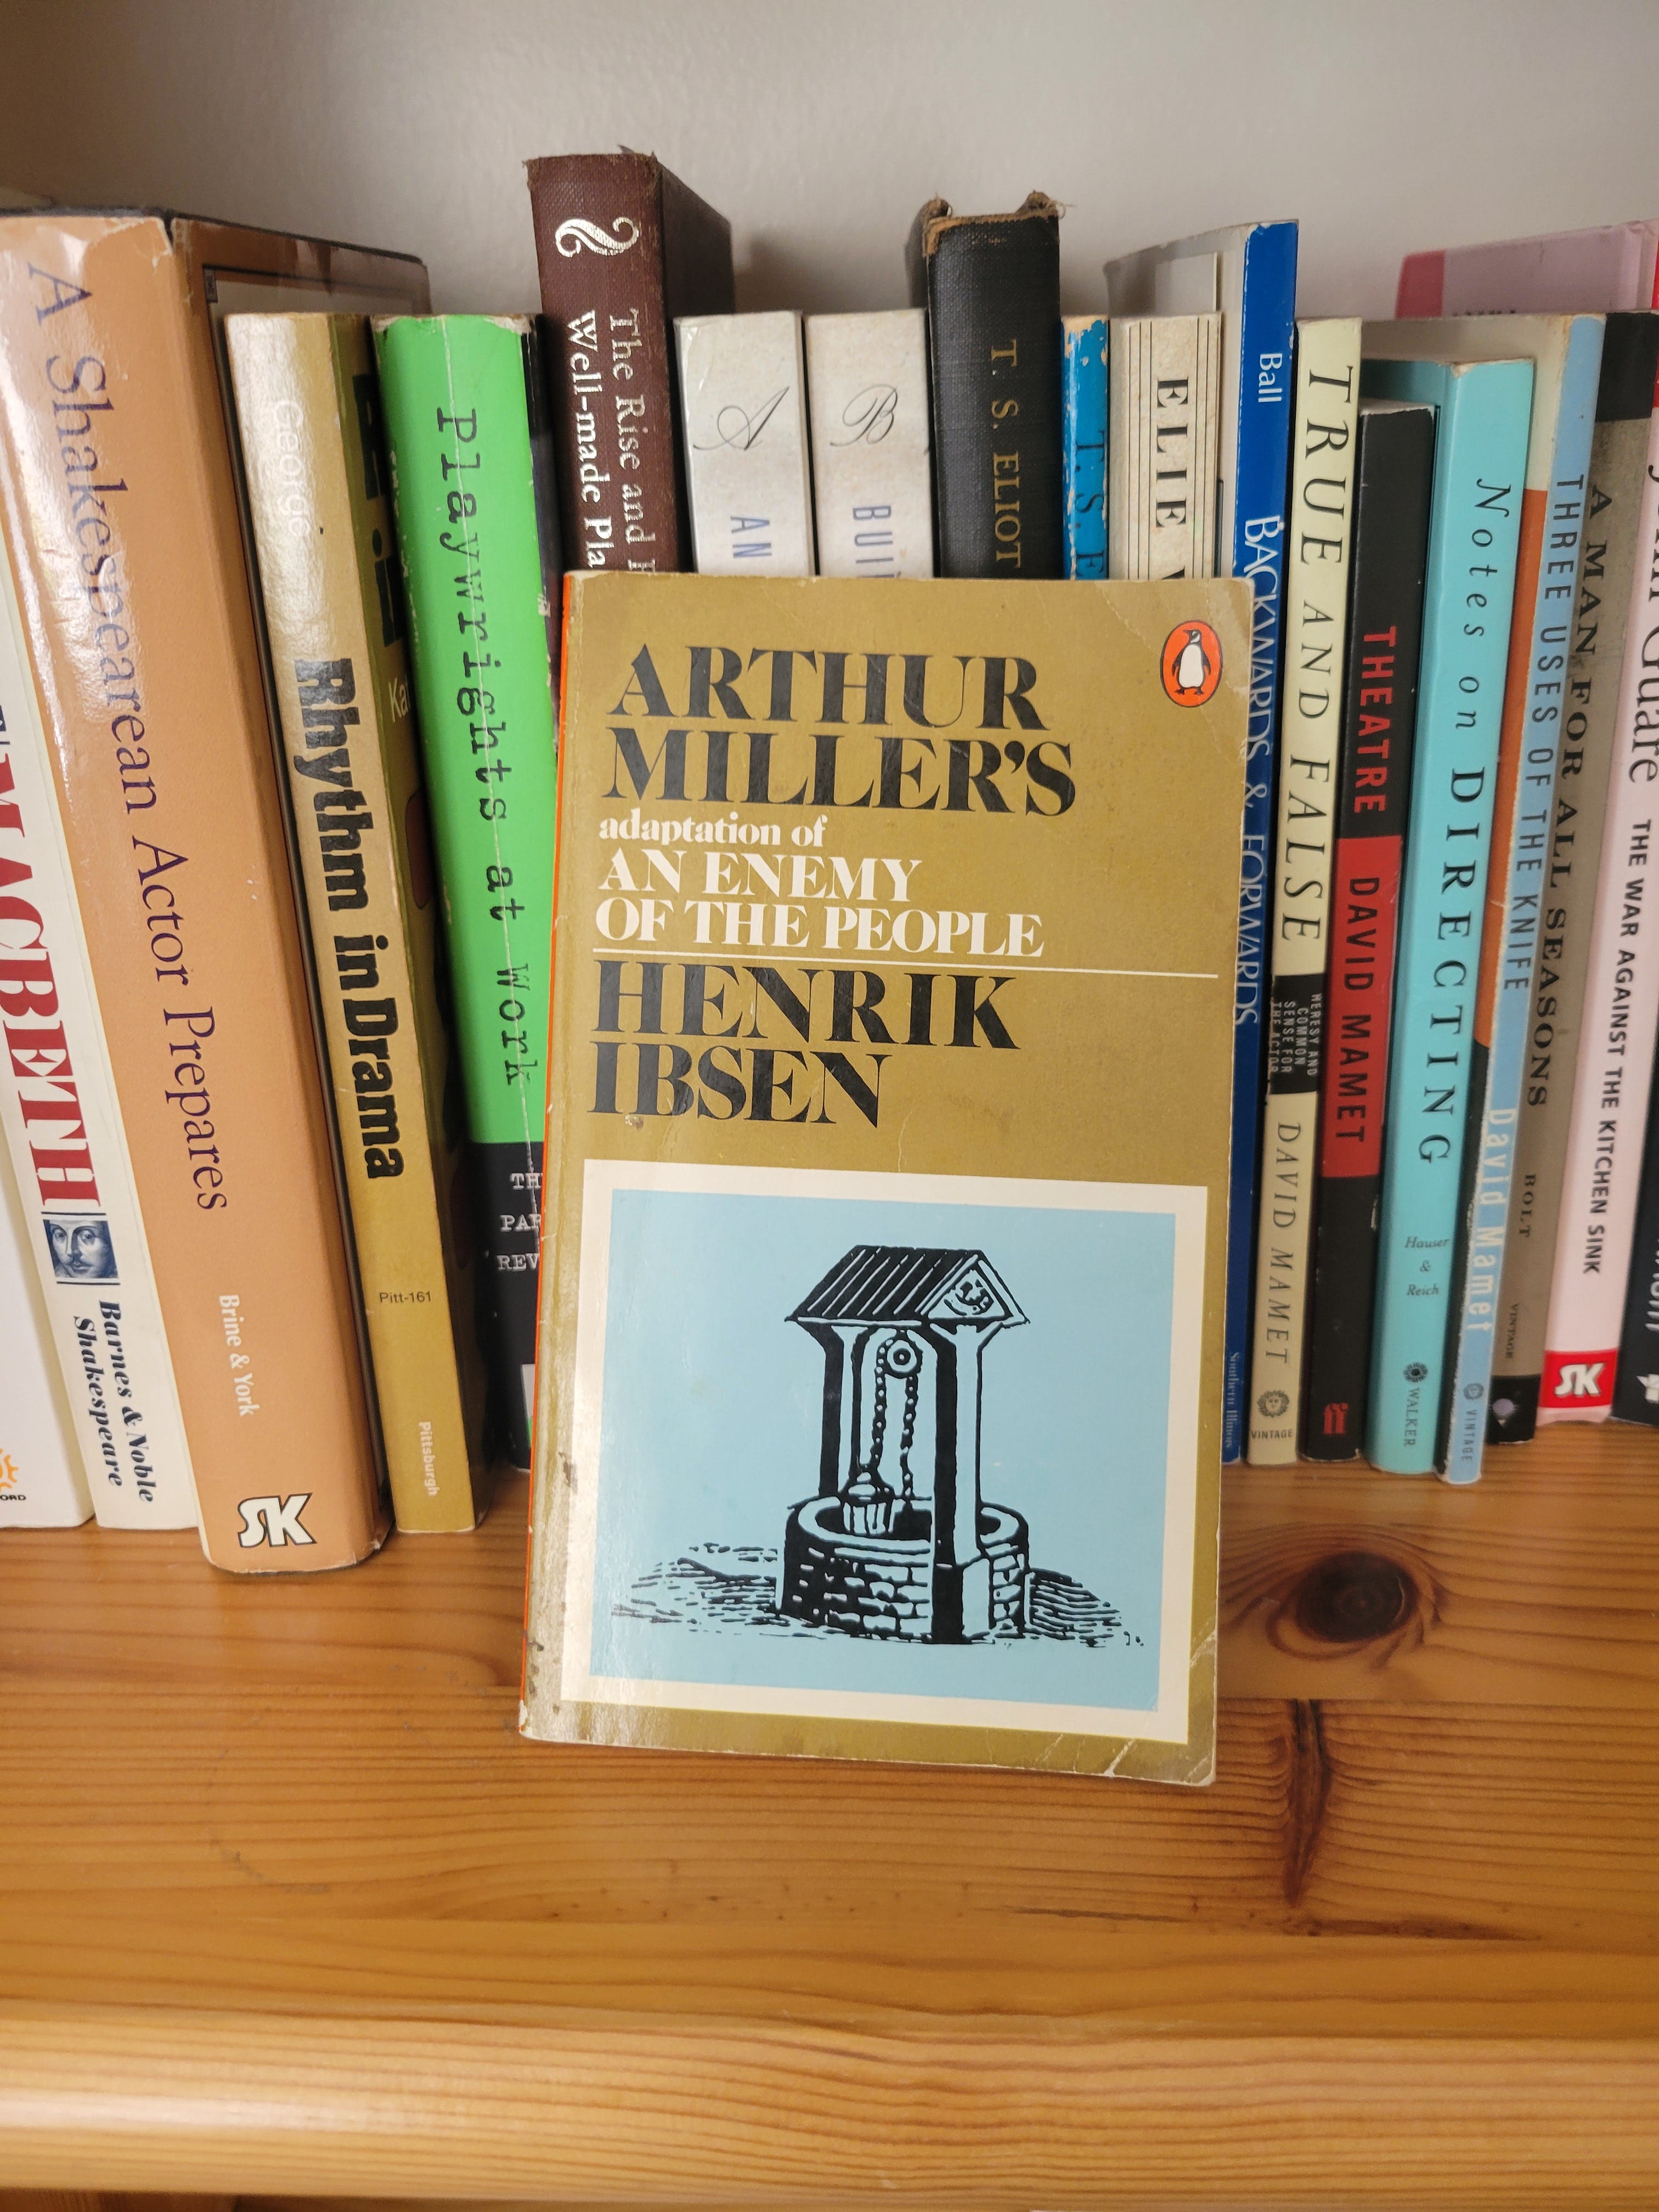 MACBETH
Barnes & Noble
Shakespeare
A Shakespearean Actor Prepares
Brine & York
SK
George
Rhythm in Drama
Pitt-161
Pittsburgh
Playwrights at Work
The Rise and
Well-made
A
AN
B
T. S. ELIOT
T. S.
ELIE
Ball
BACKWARDS & FORWARDS
Southern Illinois
TRUE AND FALSE
HERESY AND
COMMON
SENSE FOR
THE ACTOR
DAVID MAMET
VINTAGE
THEATRE
DAVID MAMET
ff
Notes on DIRECTING
Hauser
&
Reich
WALKER
THREE USES OF THE KNIFE
David Mamet
VINTAGE
A MAN FOR ALL SEASONS
BOLT
VINTAGE
Guare
THE WAR AGAINST THE KITCHEN SINK
SK
ARTHUR
MILLER'S
adaptation of
AN ENEMY
OF THE PEOPLE
HENRIK
IBSEN